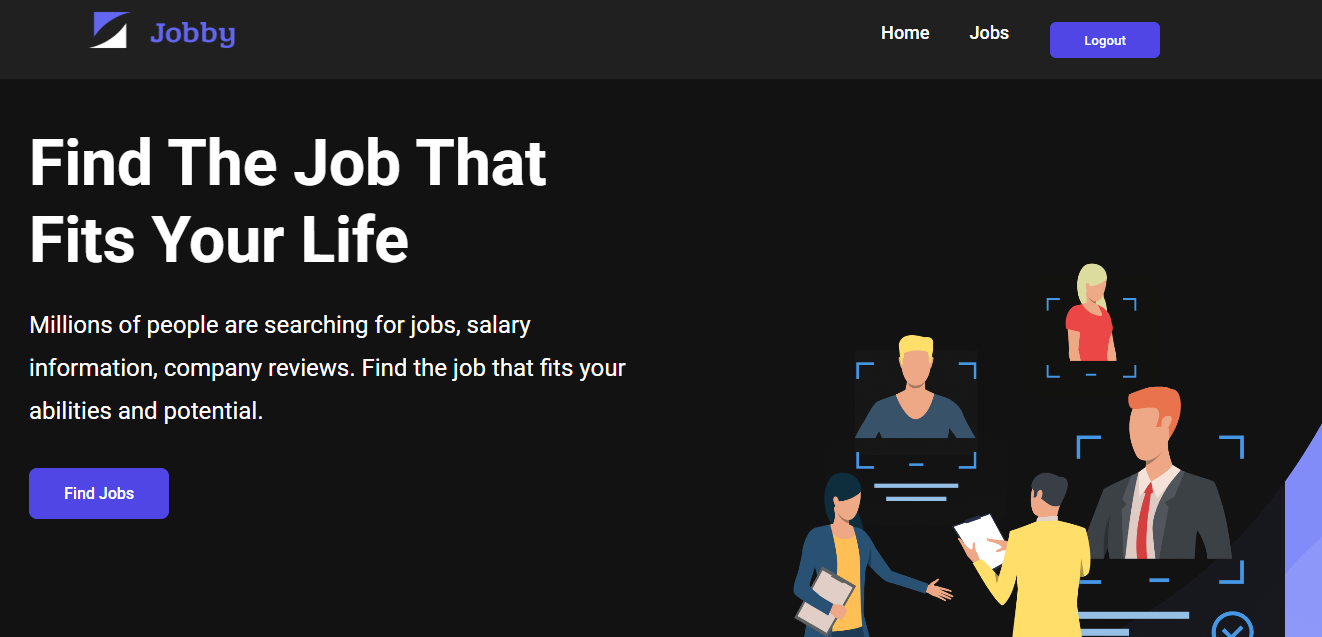 Jobby
Home
Jobs
Logout
Find The Job That
Fits Your Life
Millions of people are searching for jobs, salary
information, company reviews. Find the job that fits your
abilities and potential.
Find Jobs